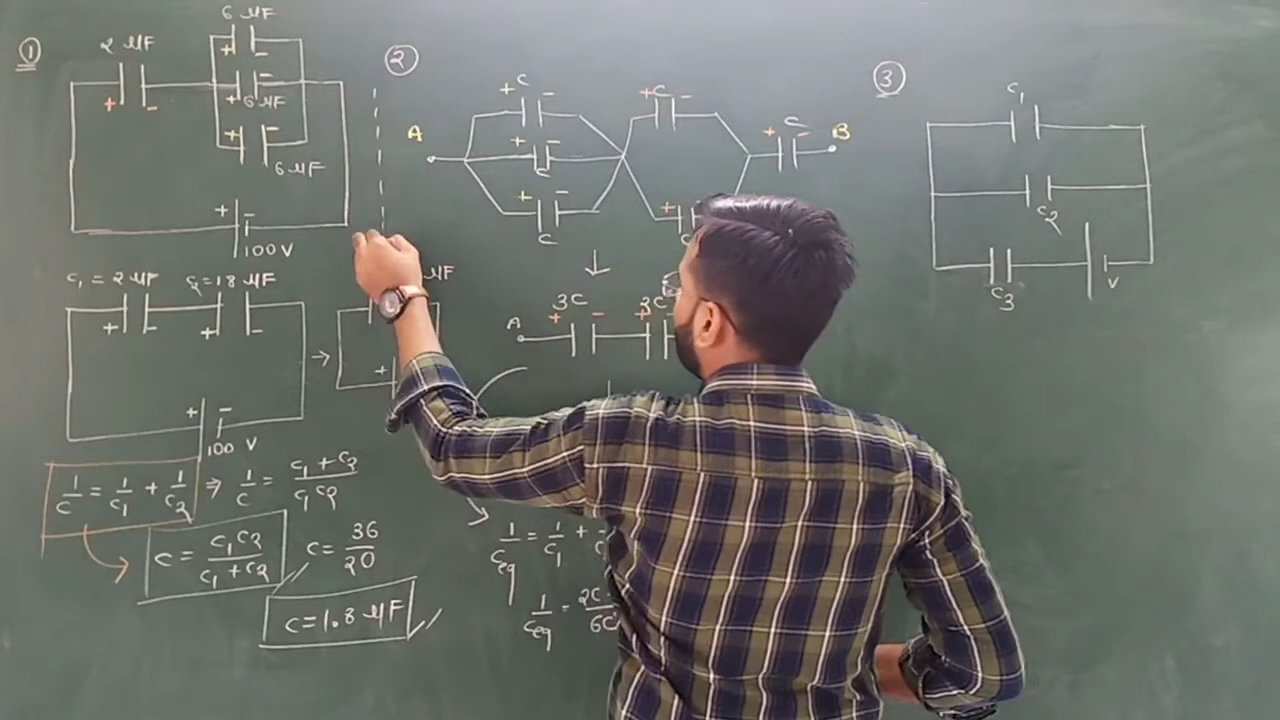 ①
2 μF
6 μF
+ -
+ -
+ -
6 μF
+ -
6 μF
+ -
100 V
C₁ = 2 μF
C₂ = 18 μF
+ -
+ -
+ -
100 V
→
μF
+
1/C = 1/C₁ + 1/C₂ ⇒ 1/C = C₁ + C₂ / C₁C₂
C = C₁C₂ / C₁ + C₂
C = 36/20
C = 1.8 μF
②
A
+ C -
+ -
C
+ -
C
+ C -
+ C -
B
↓
A
3C
+ -
3C
+
1/Ceq = 1/C₁ +
1/Ceq = 2C / 6C
③
C₁
C₂
C₃
V